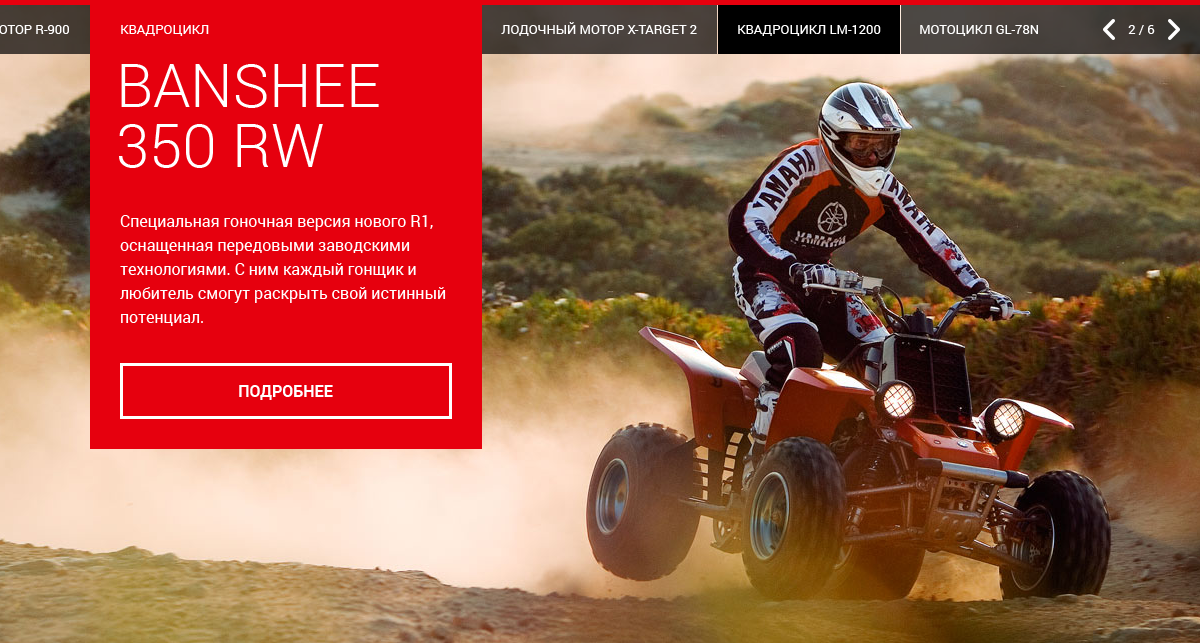 ОТОР R-900
КВАДРОЦИКЛ
ЛОДОЧНЫЙ МОТОР X-TARGET 2
КВАДРОЦИКЛ LM-1200
МОТОЦИКЛ GL-78N
2 / 6
BANSHEE
350 RW
Специальная гоночная версия нового R1,
оснащенная передовыми заводскими
технологиями. С ним каждый гонщик и
любитель смогут раскрыть свой истинный
потенциал.
ПОДРОБНЕЕ
YAMAHA
YAMAHA
YAMAHA